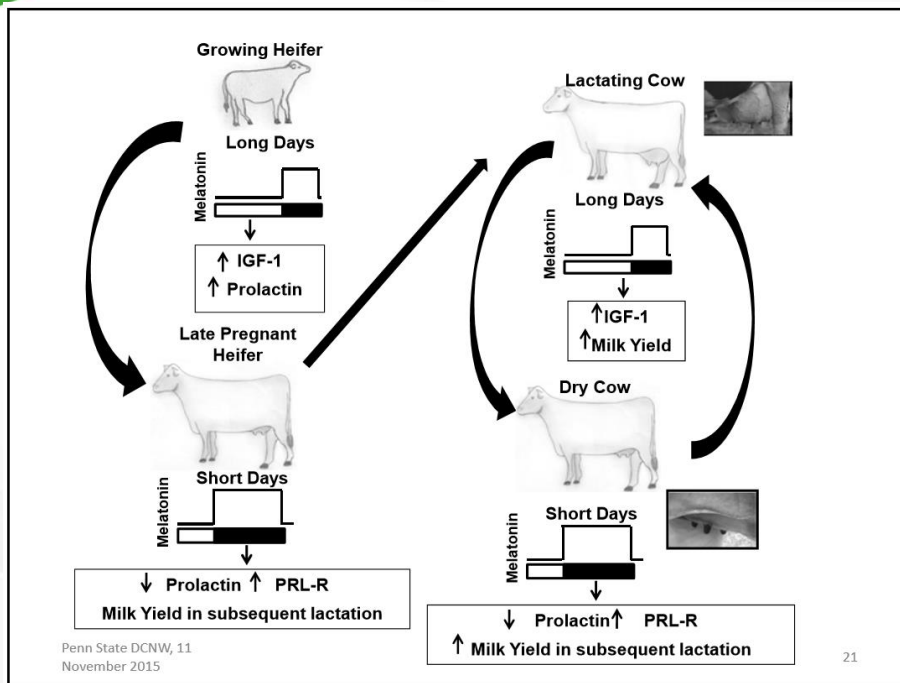 Growing Heifer
Long Days
Melatonin
↑ IGF-1
↑ Prolactin
Late Pregnant
Heifer
Short Days
Melatonin
↓ Prolactin ↑ PRL-R
Milk Yield in subsequent lactation
Lactating Cow
Long Days
Melatonin
↑IGF-1
↑Milk Yield
Dry Cow
Short Days
Melatonin
↓ Prolactin↑ PRL-R
↑ Milk Yield in subsequent lactation
Penn State DCNW, 11
November 2015
21